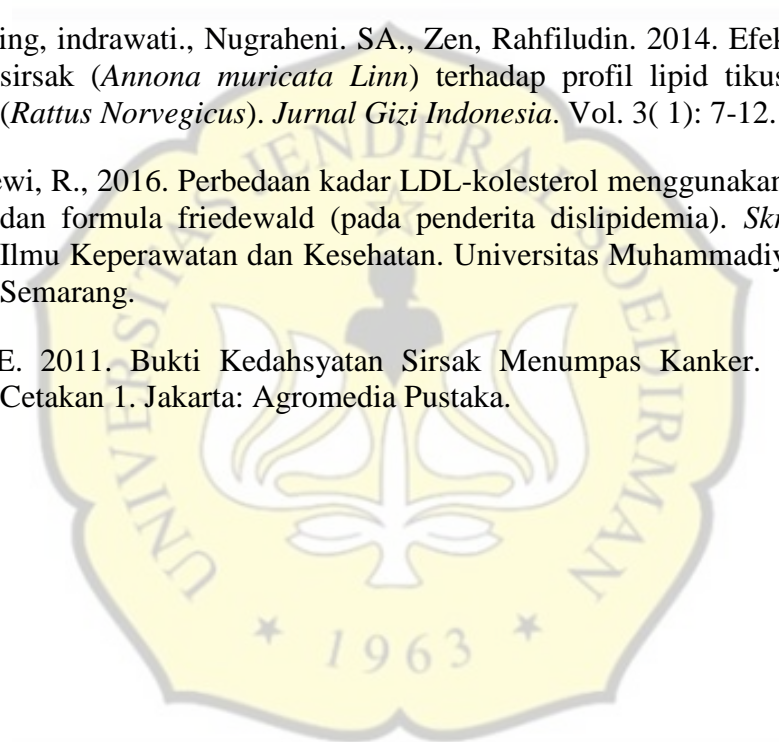 ing, indrawati., Nugraheni. SA., Zen, Rahfiludin. 2014. Efek
sirsak (Annona muricata Linn) terhadap profil lipid tikus
(Rattus Norvegicus). Jurnal Gizi Indonesia. Vol. 3( 1): 7-12.
ewi, R., 2016. Perbedaan kadar LDL-kolesterol menggunakan
dan formula friedewald (pada penderita dislipidemia). Skr
Ilmu Keperawatan dan Kesehatan. Universitas Muhammadiy
Semarang.
E. 2011. Bukti Kedahsyatan Sirsak Menumpas Kanker.
Cetakan 1. Jakarta: Agromedia Pustaka.
UNIVERSITAS JENDERAL SOEDIRMAN
* 1963 *